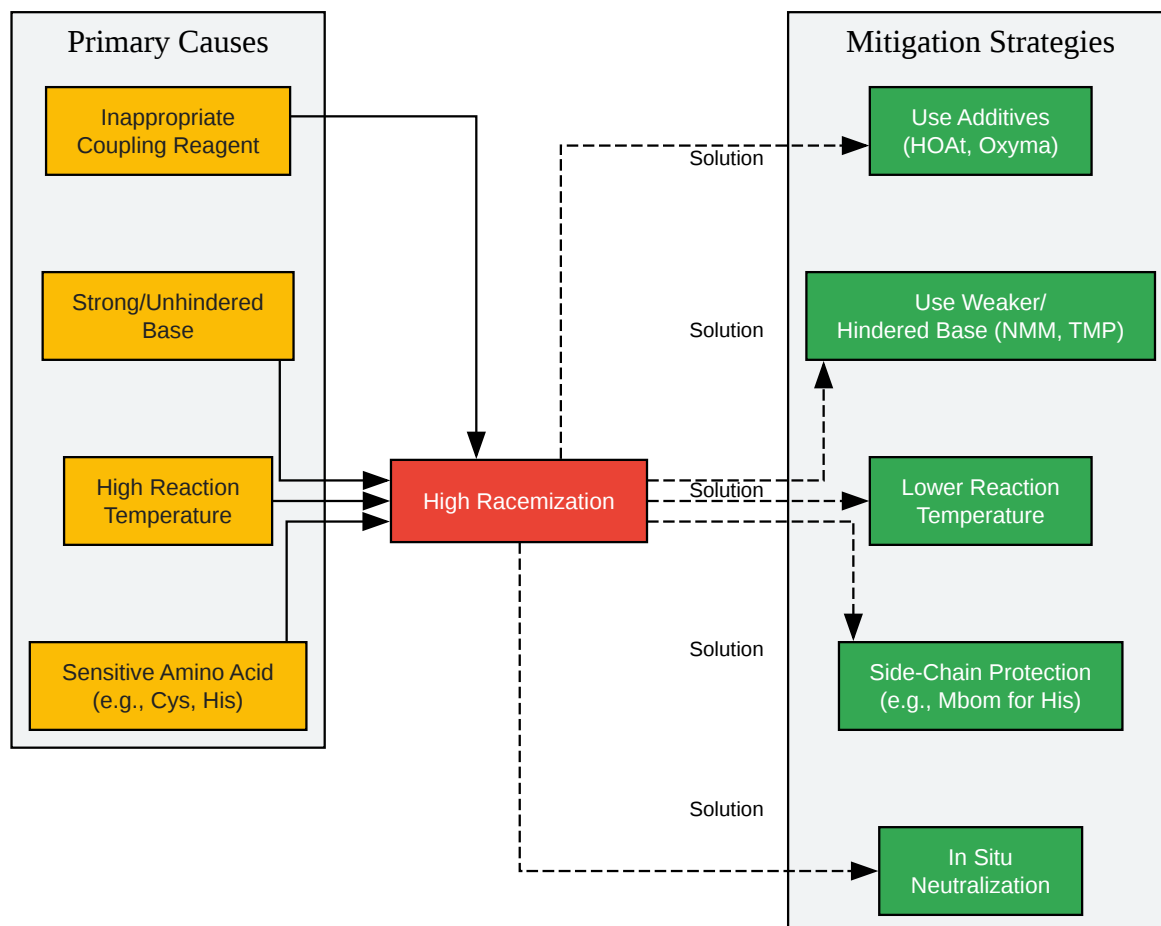 Primary Causes
Inappropriate
Coupling Reagent
Strong/Unhindered
Base
High Reaction
Temperature
Sensitive Amino Acid
(e.g., Cys, His)
High Racemization
Solution
Solution
Solution
Solution
Solution
Mitigation Strategies
Use Additives
(HOAt, Oxyma)
Use Weaker/
Hindered Base (NMM, TMP)
Lower Reaction
Temperature
Side-Chain Protection
(e.g., Mbom for His)
In Situ
Neutralization